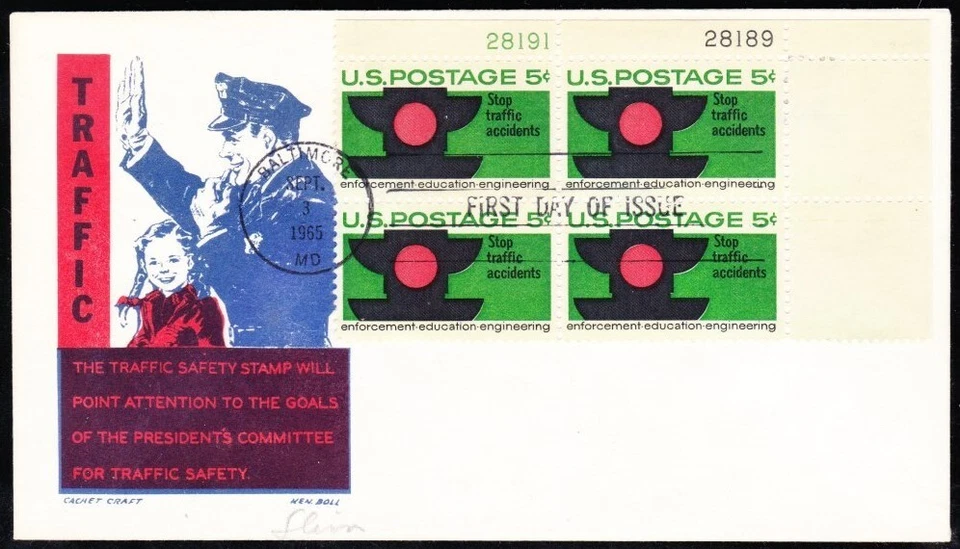 TRAFFIC
28191
28189
U.S.POSTAGE 5¢
Stop
traffic
accidents
enforcement·education·engineering
U.S.POSTAGE 5¢
Stop
traffic
accidents
enforcement·education·engineering
BALTIMORE
SEPT.
3
1965
MD
FIRST DAY OF ISSUE
U.S.POSTAGE 5¢
Stop
traffic
accidents
enforcement·education·engineering
U.S.POSTAGE 5¢
Stop
traffic
accidents
enforcement·education·engineering
THE TRAFFIC SAFETY STAMP WILL
POINT ATTENTION TO THE GOALS
OF THE PRESIDENT'S COMMITTEE
FOR TRAFFIC SAFETY.
CACHET CRAFT
KEN. BOLL